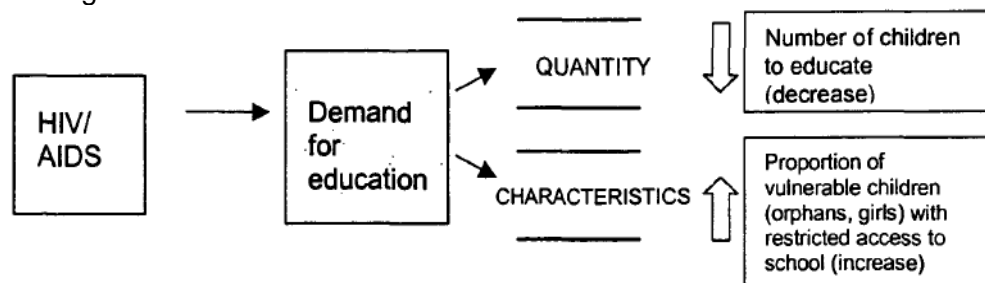 HIV/
AIDS
Demand
for
education
QUANTITY
CHARACTERISTICS
Number of children
to educate
(decrease)
Proportion of
vulnerable children
(orphans, girls) with
restricted access to
school (increase)